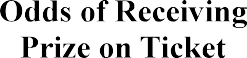 Odds of Receiving
Prize on Ticket